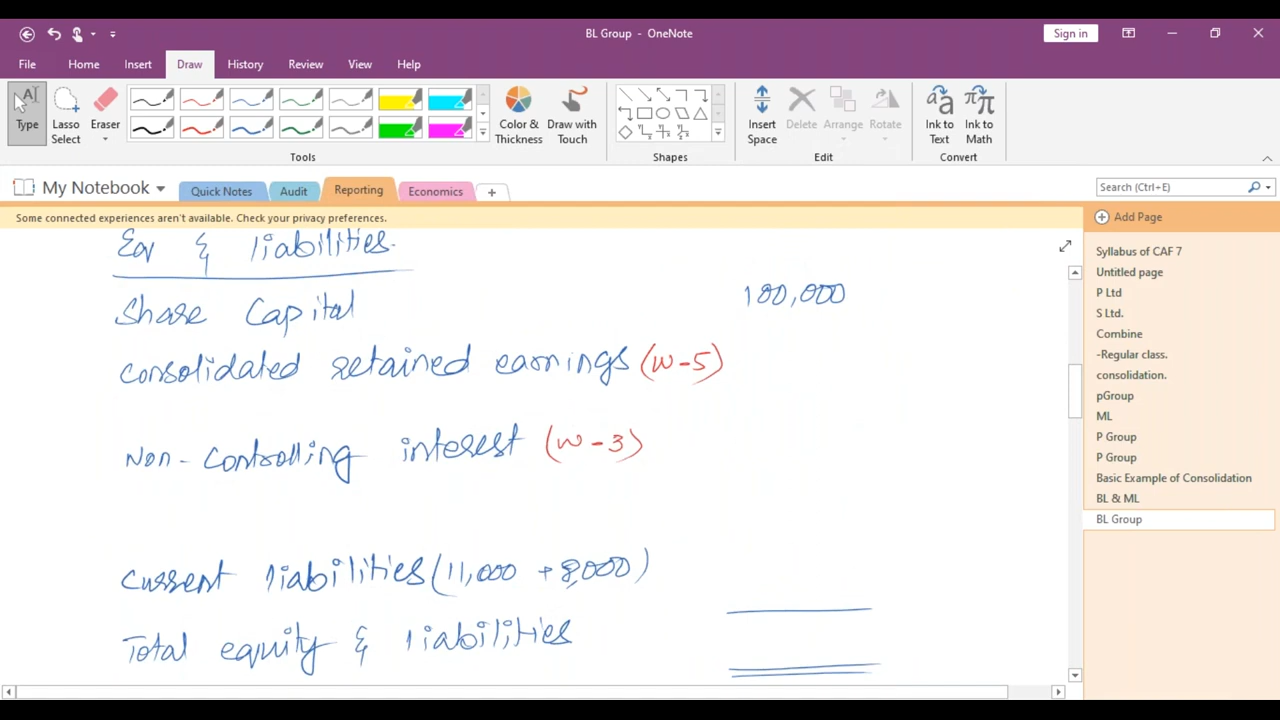 BL Group - OneNote
Sign in
File Home Insert Draw History Review View Help
Type
Lasso Select
Eraser
Color & Thickness
Draw with Touch
Insert Space
Delete
Arrange
Rotate
Ink to Text
Ink to Math
Tools
Shapes
Edit
Convert
My Notebook
Quick Notes
Audit
Reporting
Economics
Search (Ctrl+E)
Some connected experiences aren't available. Check your privacy preferences.
Add Page
Eqv & liabilities.
Share Capital 100,000
consolidated retained earnings (W-5)
Non-controlling interest (W-3)
Current liabilities (11,000 + 8,000)
Total equity & liabilities
Syllabus of CAF 7
Untitled page
P Ltd
S Ltd.
Combine
-Regular class.
consolidation.
pGroup
ML
P Group
P Group
Basic Example of Consolidation
BL & ML
BL Group